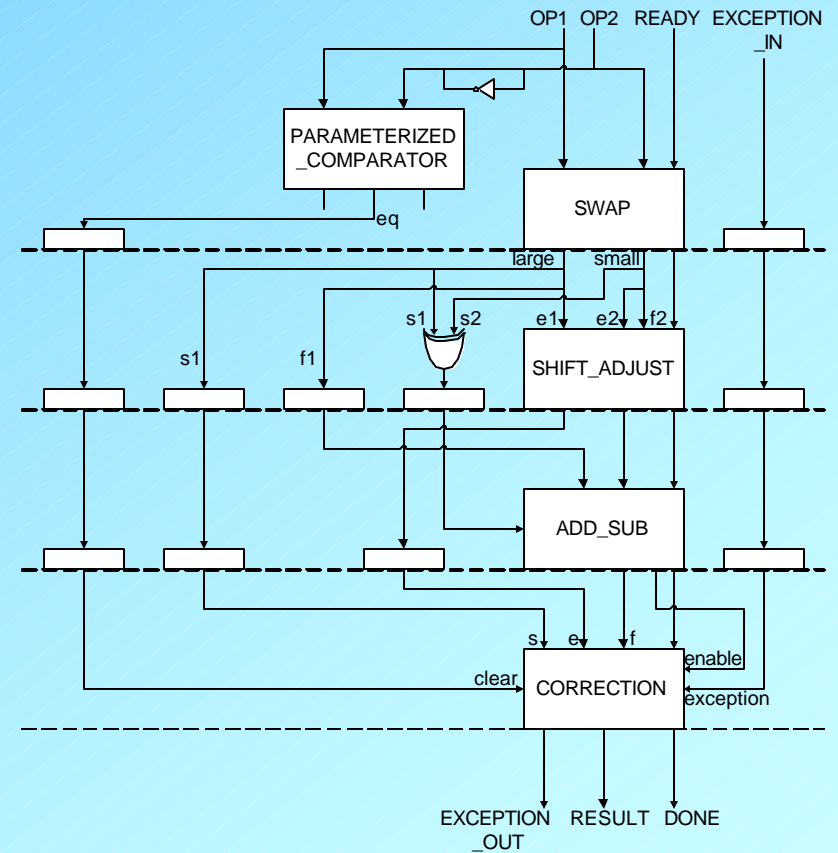 OP1 OP2 READY EXCEPTION
_IN
PARAMETERIZED
_COMPARATOR
SWAP
eq
large small
s1 s2 e1 e2 f2
s1 f1
SHIFT_ADJUST
ADD_SUB
s e f
enable
clear CORRECTION
exception
EXCEPTION RESULT DONE
_OUT